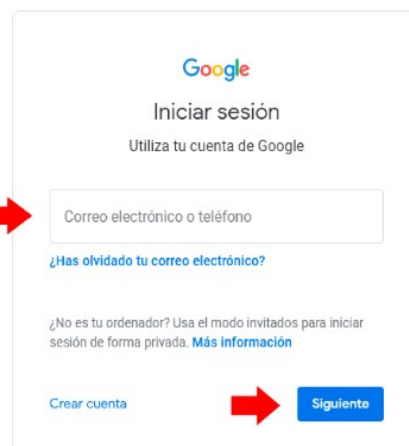 Google
Iniciar sesión
Utiliza tu cuenta de Google
Correo electrónico o teléfono
¿Has olvidado tu correo electrónico?
¿No es tu ordenador? Usa el modo invitados para iniciar
sesión de forma privada. Más información
Crear cuenta
Siguiente